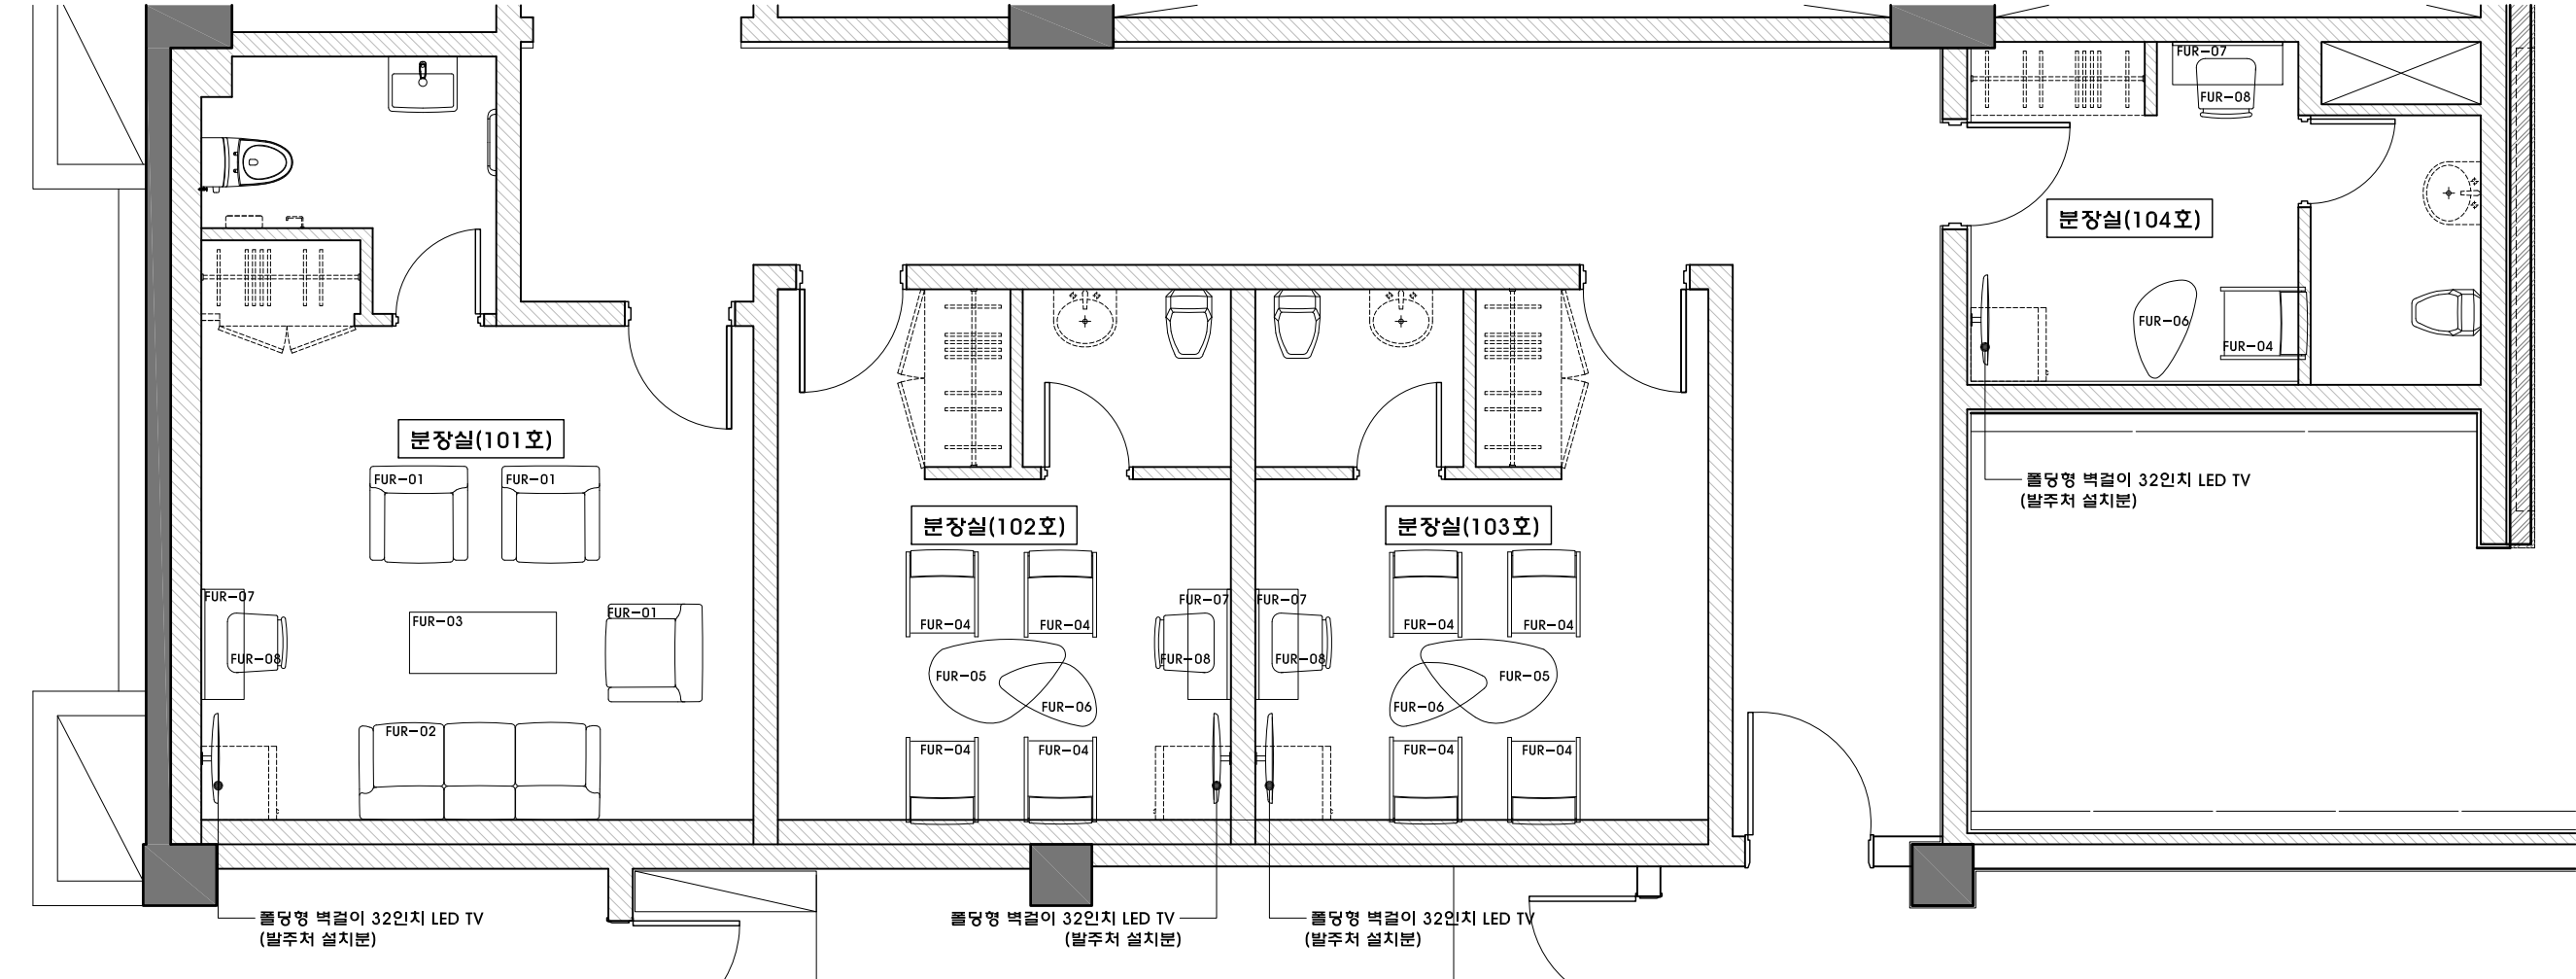 FUR-07
FUR-08
분장실(104호)
FUR-06
FUR-04
폴딩형 벽걸이 32인치 LED TV
(발주처 설치분)
분장실(101호)
FUR-01
FUR-01
FUR-07
FUR-08
FUR-03
FUR-01
FUR-02
폴딩형 벽걸이 32인치 LED TV
(발주처 설치분)
분장실(102호)
FUR-04
FUR-04
FUR-07
FUR-08
FUR-05
FUR-06
FUR-04
FUR-04
폴딩형 벽걸이 32인치 LED TV
(발주처 설치분)
분장실(103호)
FUR-07
FUR-08
FUR-04
FUR-04
FUR-05
FUR-06
FUR-04
FUR-04
폴딩형 벽걸이 32인치 LED TV
(발주처 설치분)